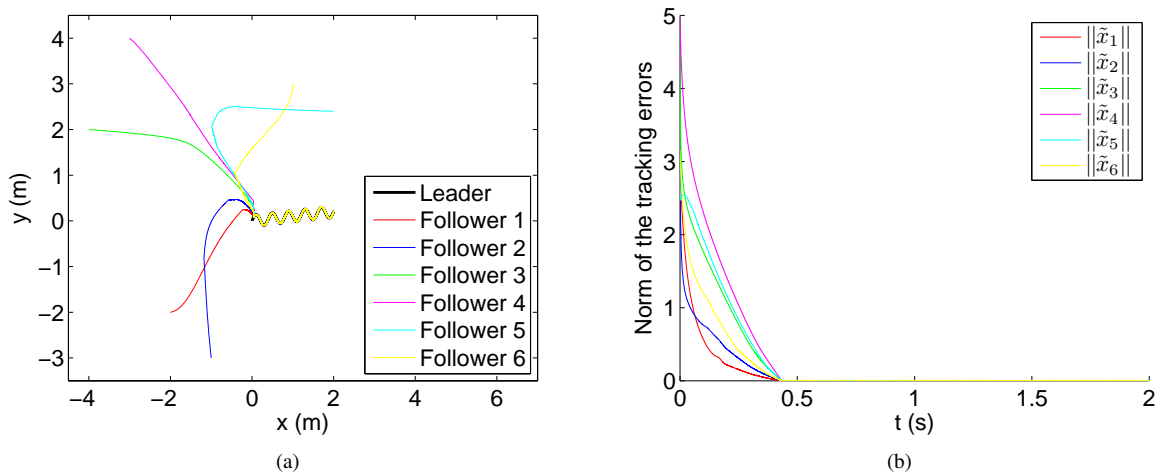 4
3
2
1
0
−1
−2
−3
y (m)
−4
−2
0
2
4
6
x (m)
Leader
Follower 1
Follower 2
Follower 3
Follower 4
Follower 5
Follower 6
(a)
5
4
3
2
1
0
Norm of the tracking errors
0
0.5
1
1.5
2
t (s)
||x̃₁||
||x̃₂||
||x̃₃||
||x̃₄||
||x̃₅||
||x̃₆||
(b)